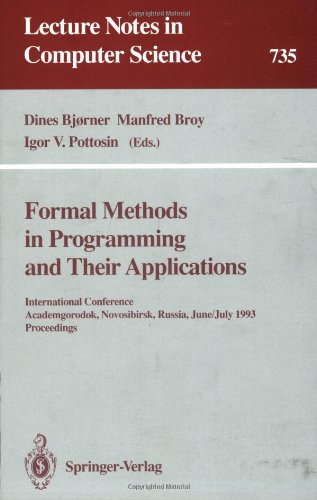 Lecture Notes in
Computer Science
735
Dines Bjørner Manfred Broy
Igor V. Pottosin (Eds.)
Formal Methods
in Programming
and Their Applications
International Conference
Academgorodok, Novosibirsk, Russia, June/July 1993
Proceedings
Springer-Verlag